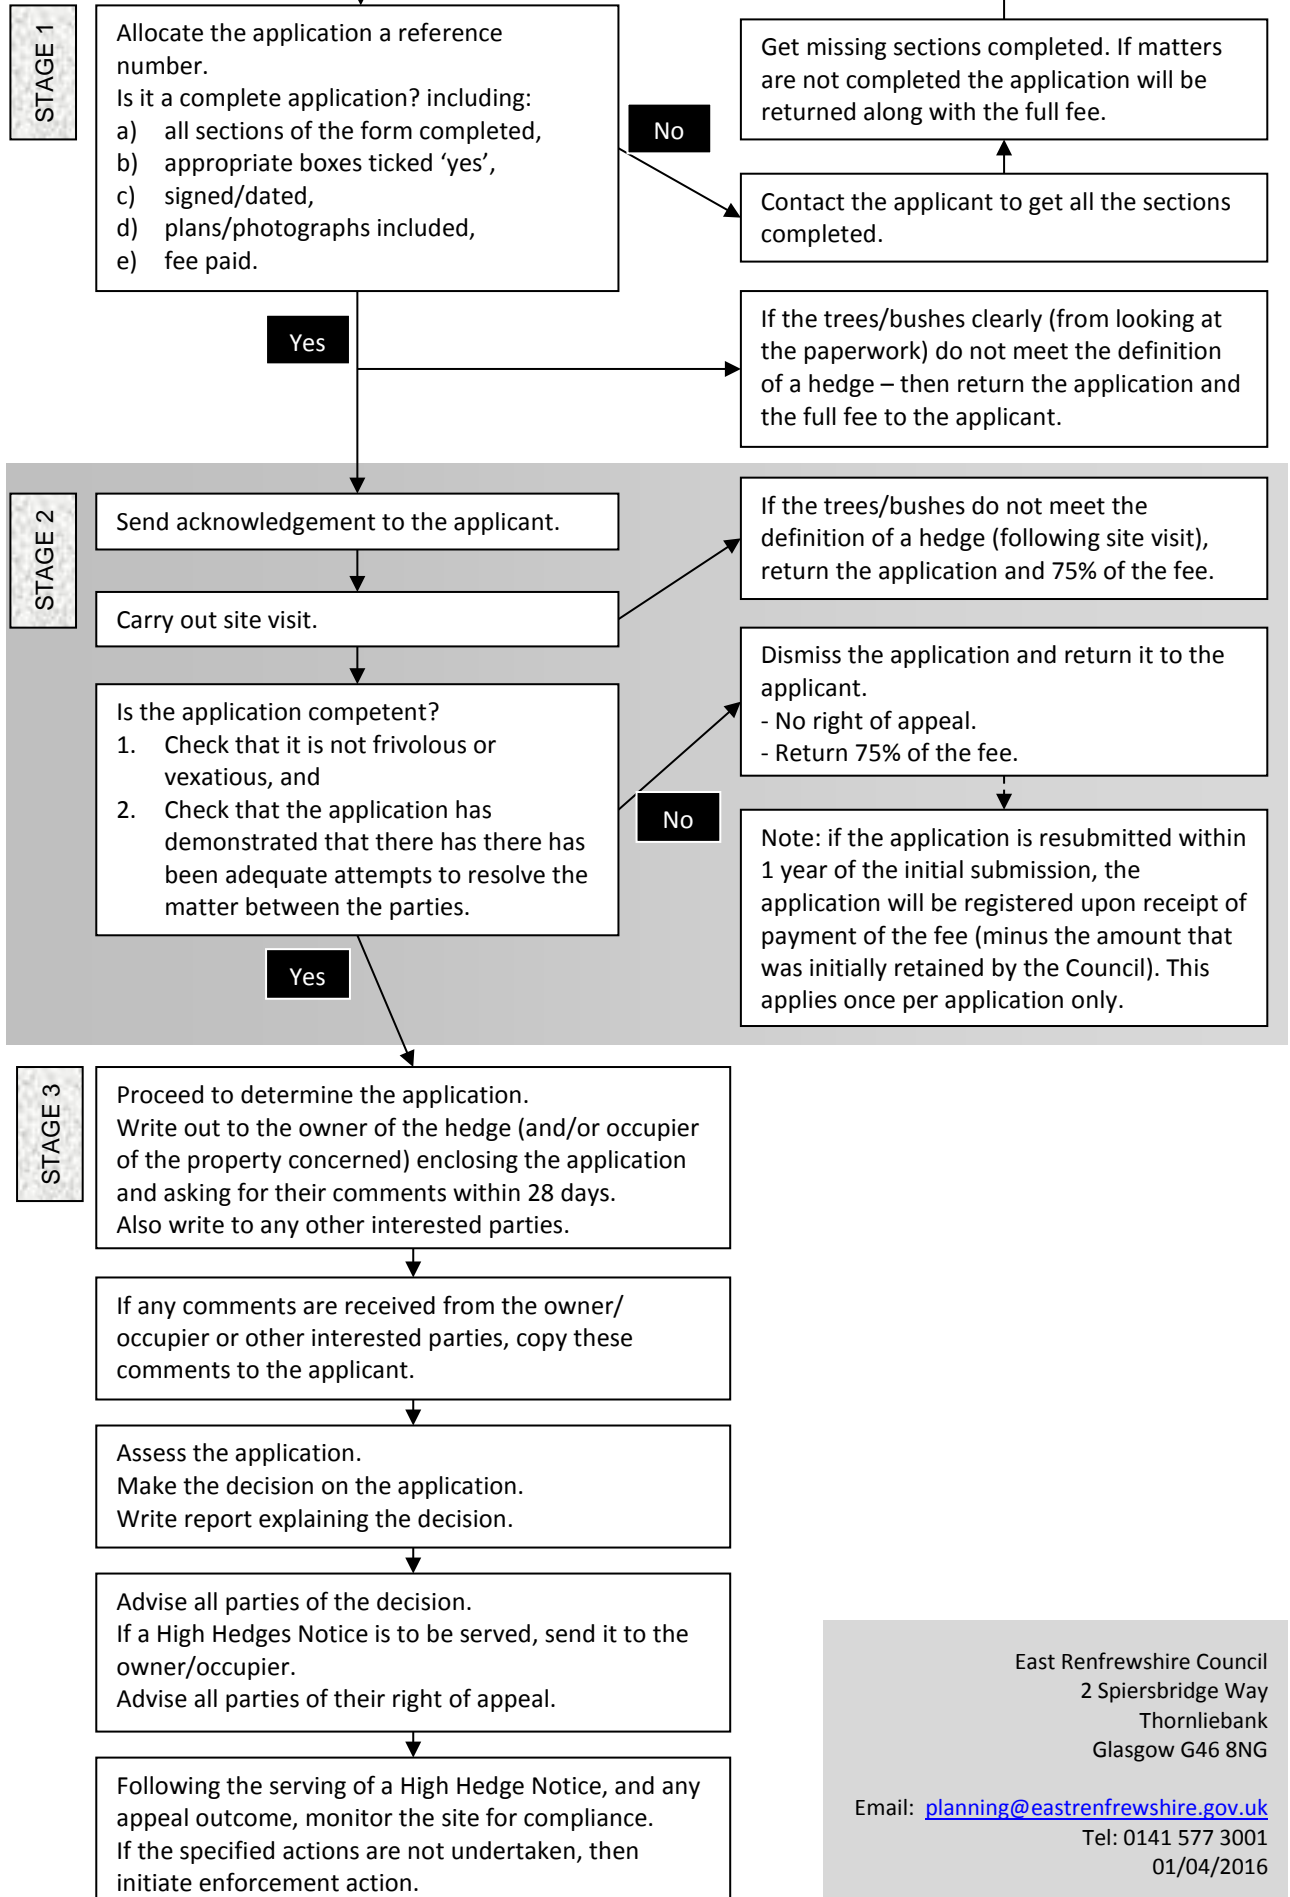 STAGE 1
Allocate the application a reference
number.
Is it a complete application? including:
a) all sections of the form completed,
b) appropriate boxes ticked ‘yes’,
c) signed/dated,
d) plans/photographs included,
e) fee paid.
No
Get missing sections completed. If matters
are not completed the application will be
returned along with the full fee.
Contact the applicant to get all the sections
completed.
Yes
If the trees/bushes clearly (from looking at
the paperwork) do not meet the definition
of a hedge – then return the application and
the full fee to the applicant.
STAGE 2
Send acknowledgement to the applicant.
Carry out site visit.
If the trees/bushes do not meet the
definition of a hedge (following site visit),
return the application and 75% of the fee.
Is the application competent?
1. Check that it is not frivolous or
vexatious, and
2. Check that the application has
demonstrated that there has there has
been adequate attempts to resolve the
matter between the parties.
No
Dismiss the application and return it to the
applicant.
- No right of appeal.
- Return 75% of the fee.
Note: if the application is resubmitted within
1 year of the initial submission, the
application will be registered upon receipt of
payment of the fee (minus the amount that
was initially retained by the Council). This
applies once per application only.
Yes
STAGE 3
Proceed to determine the application.
Write out to the owner of the hedge (and/or occupier
of the property concerned) enclosing the application
and asking for their comments within 28 days.
Also write to any other interested parties.
If any comments are received from the owner/
occupier or other interested parties, copy these
comments to the applicant.
Assess the application.
Make the decision on the application.
Write report explaining the decision.
Advise all parties of the decision.
If a High Hedges Notice is to be served, send it to the
owner/occupier.
Advise all parties of their right of appeal.
Following the serving of a High Hedge Notice, and any
appeal outcome, monitor the site for compliance.
If the specified actions are not undertaken, then
initiate enforcement action.
East Renfrewshire Council
2 Spiersbridge Way
Thornliebank
Glasgow G46 8NG
Email: planning@eastrenfrewshire.gov.uk
Tel: 0141 577 3001
01/04/2016